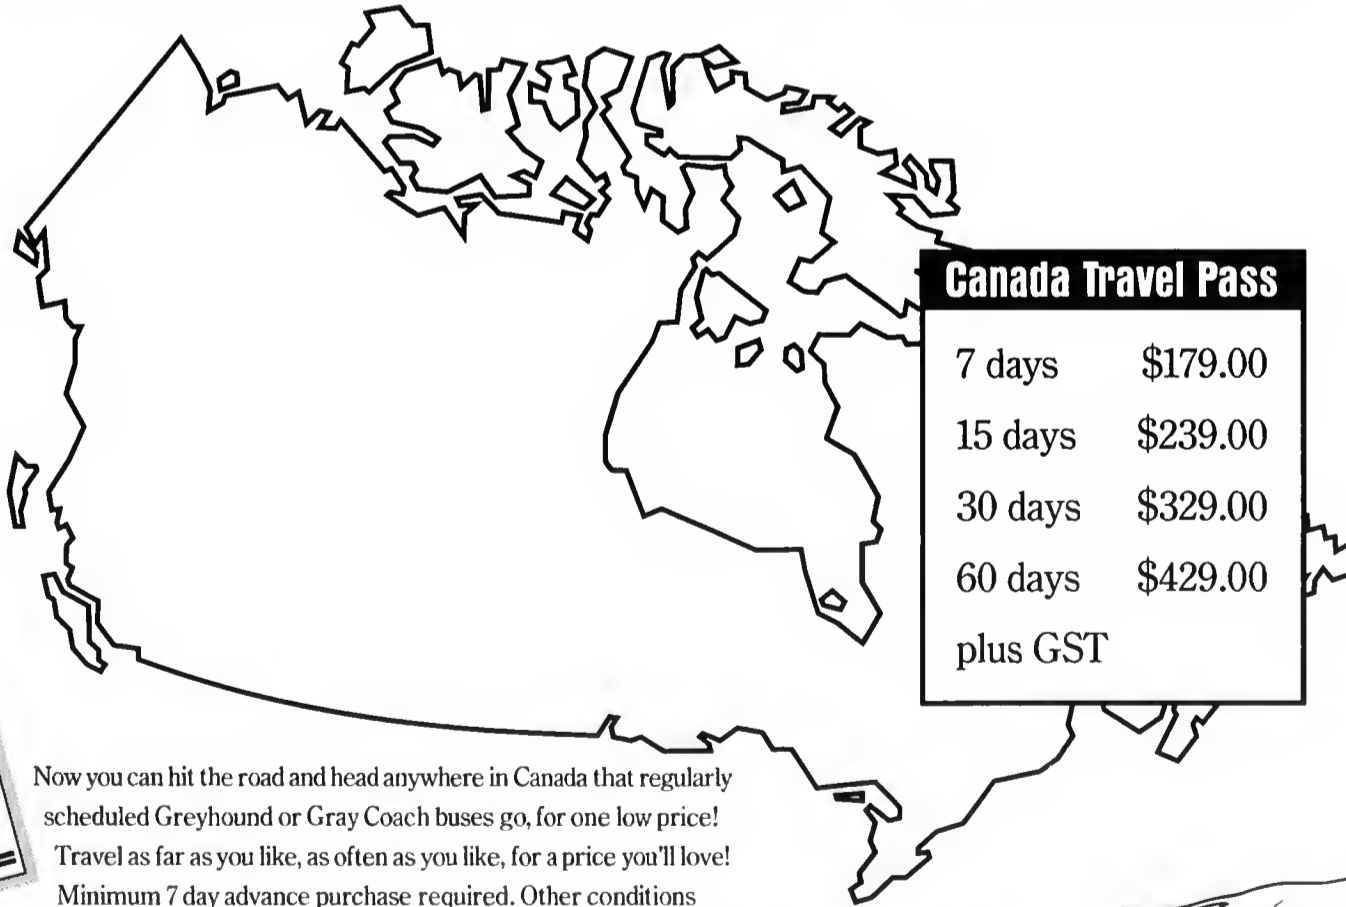 Canada Travel Pass
7 days $179.00
15 days $239.00
30 days $329.00
60 days $429.00
plus GST
Now you can hit the road and head anywhere in Canada that regularly
scheduled Greyhound or Gray Coach buses go, for one low price!
Travel as far as you like, as often as you like, for a price you'll love!
Minimum 7 day advance purchase required. Other conditions